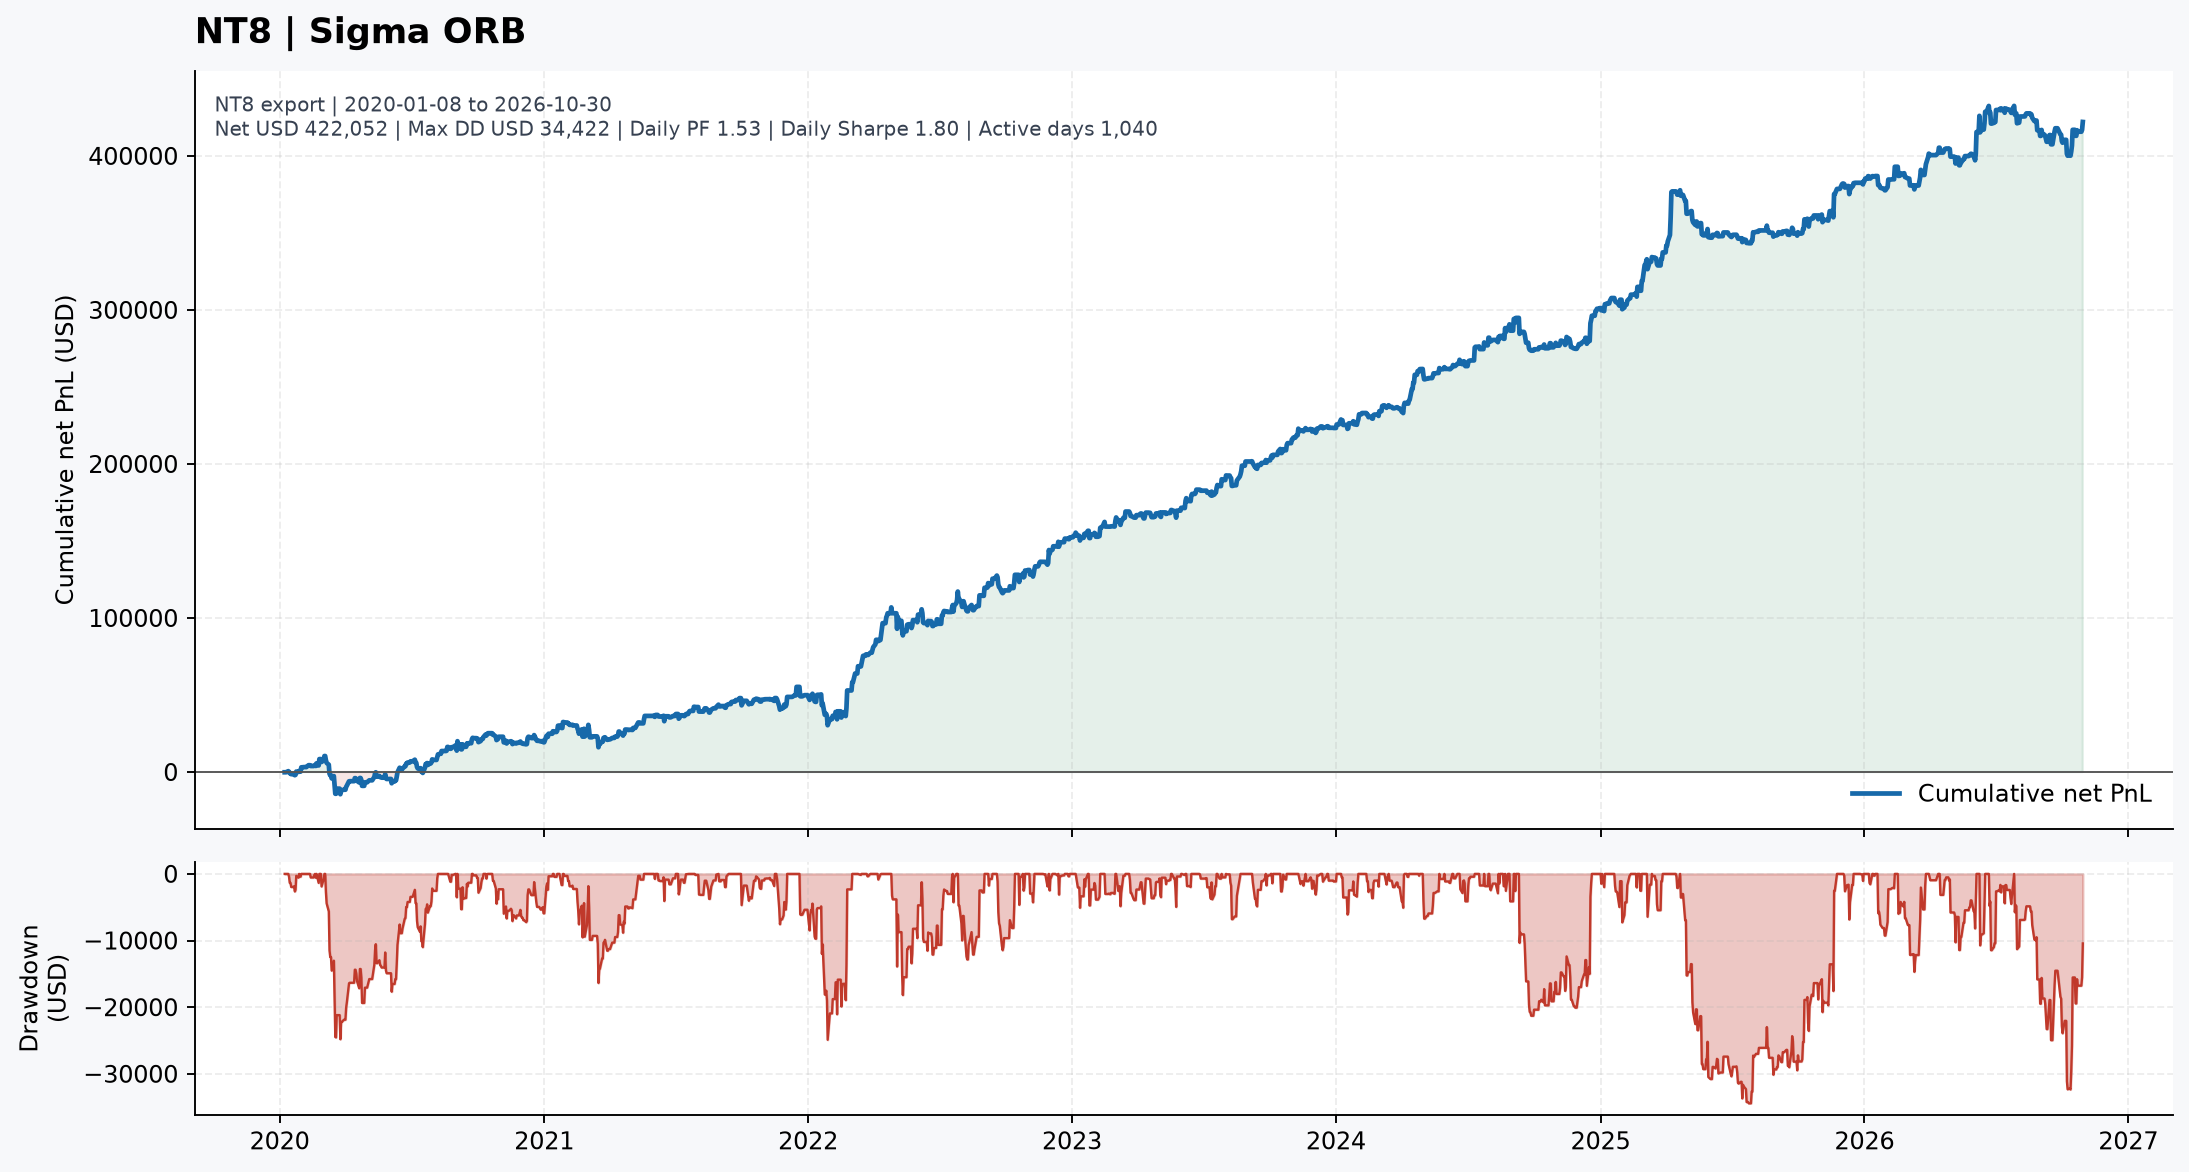 NT8 | Sigma ORB
NT8 export | 2020-01-08 to 2026-10-30
Net USD 422,052 | Max DD USD 34,422 | Daily PF 1.53 | Daily Sharpe 1.80 | Active days 1,040
Cumulative net PnL (USD)
400000
300000
200000
100000
0
Cumulative net PnL
Drawdown
(USD)
0
−10000
−20000
−30000
2020
2021
2022
2023
2024
2025
2026
2027